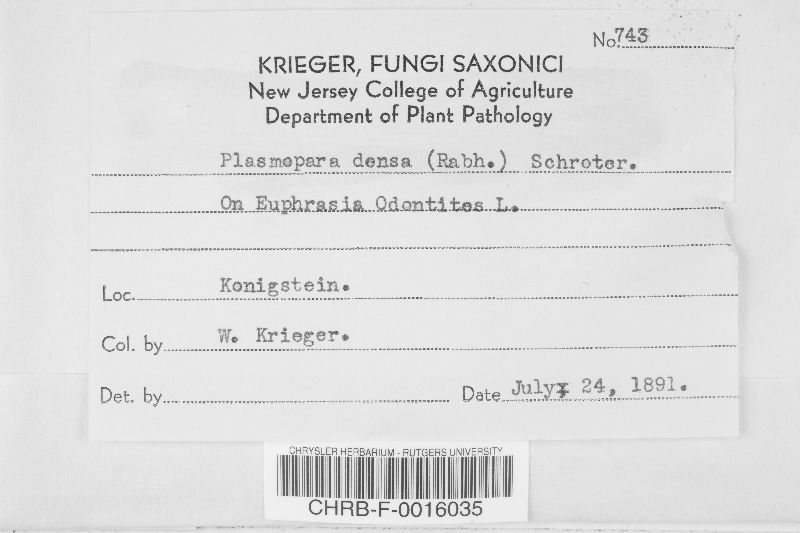 No. 743
KRIEGER, FUNGI SAXONICI
New Jersey College of Agriculture
Department of Plant Pathology
Plasmopara densa (Rabh.) Schroter.
On Euphrasia Odontites L.
Loc. Konigstein.
Col. by W. Krieger.
Det. by
Date July, 24, 1891.
CHRYSLER HERBARIUM - RUTGERS UNIVERSITY
CHRB-F-0016035